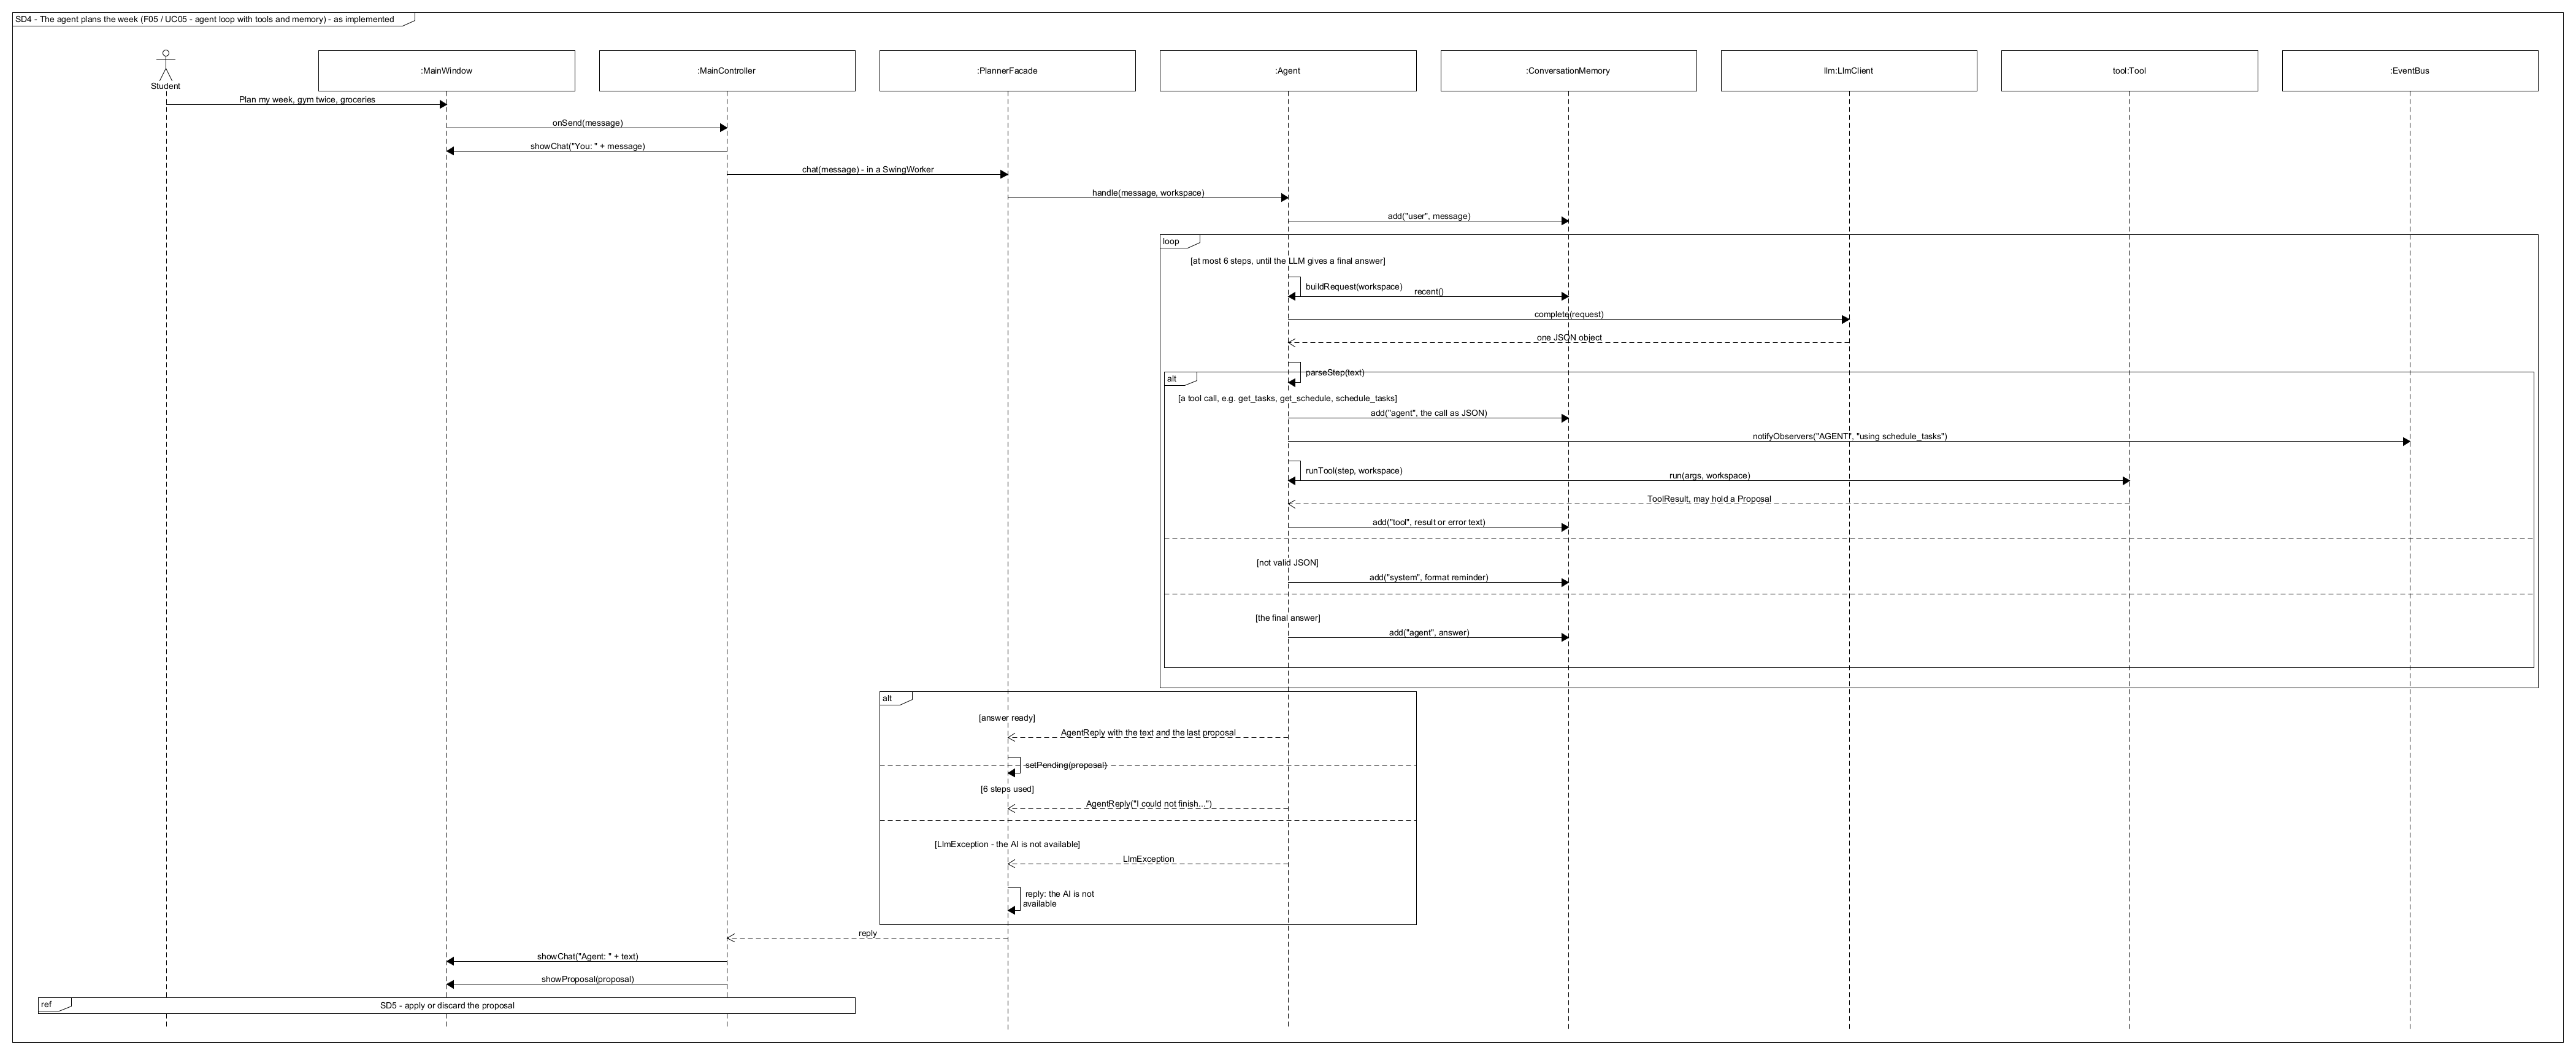 SD4 - The agent plans the week (F05 / UC05 - agent loop with tools and memory) - as implemented
:MainWindow
:MainController
:PlannerFacade
:Agent
:ConversationMemory
llm:LlmClient
tool:Tool
:EventBus
Student
Plan my week, gym twice, groceries
onSend(message)
showChat("You: " + message)
chat(message) - in a SwingWorker
handle(message, workspace)
add("user", message)
loop
[at most 6 steps, until the LLM gives a final answer]
buildRequest(workspace)
recent()
complete(request)
one JSON object
parseStep(text)
alt
[a tool call, e.g. get_tasks, get_schedule, schedule_tasks]
add("agent", the call as JSON)
notifyObservers("AGENT", "using schedule_tasks")
runTool(step, workspace)
run(args, workspace)
ToolResult, may hold a Proposal
add("tool", result or error text)
[not valid JSON]
add("system", format reminder)
[the final answer]
add("agent", answer)
alt
[answer ready]
AgentReply with the text and the last proposal
setPending(proposal)
[6 steps used]
AgentReply("I could not finish...")
[LlmException - the AI is not available]
LlmException
reply: the AI is not
available
reply
showChat("Agent: " + text)
showProposal(proposal)
ref
SD5 - apply or discard the proposal